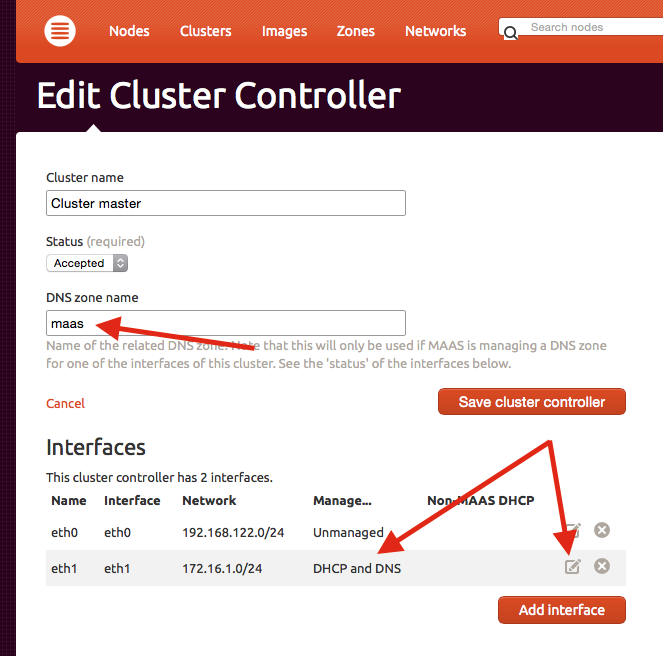 Nodes Clusters Images Zones Networks Search nodes
Edit Cluster Controller
Cluster name
Cluster master
Status (required)
Accepted
DNS zone name
maas
Name of the related DNS zone. Note that this will only be used if MAAS is managing a DNS zone
for one of the interfaces of this cluster. See the 'status' of the interfaces below.
Cancel Save cluster controller
Interfaces
This cluster controller has 2 interfaces.
Name Interface Network Manage... Non-MAAS DHCP
eth0 eth0 192.168.122.0/24 Unmanaged
eth1 eth1 172.16.1.0/24 DHCP and DNS
Add interface